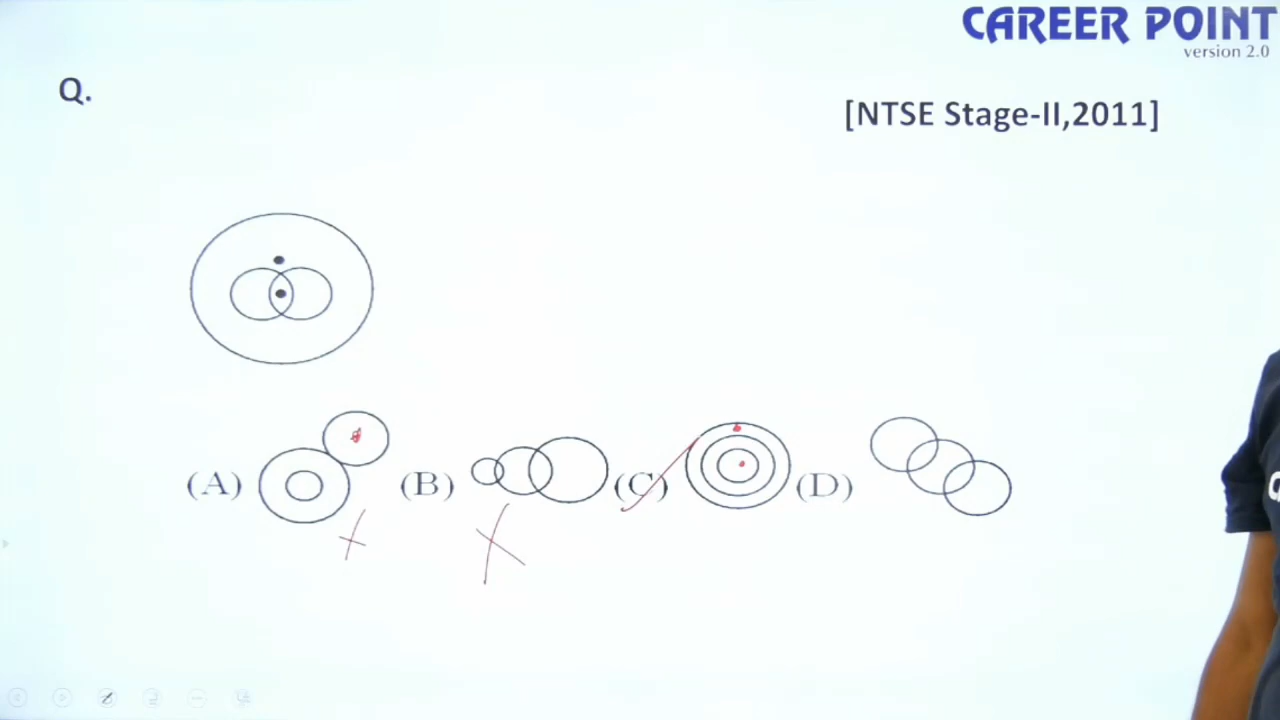 CAREER POINT
version 2.0
Q.
[NTSE Stage-II,2011]
(A) (B) (C) (D)